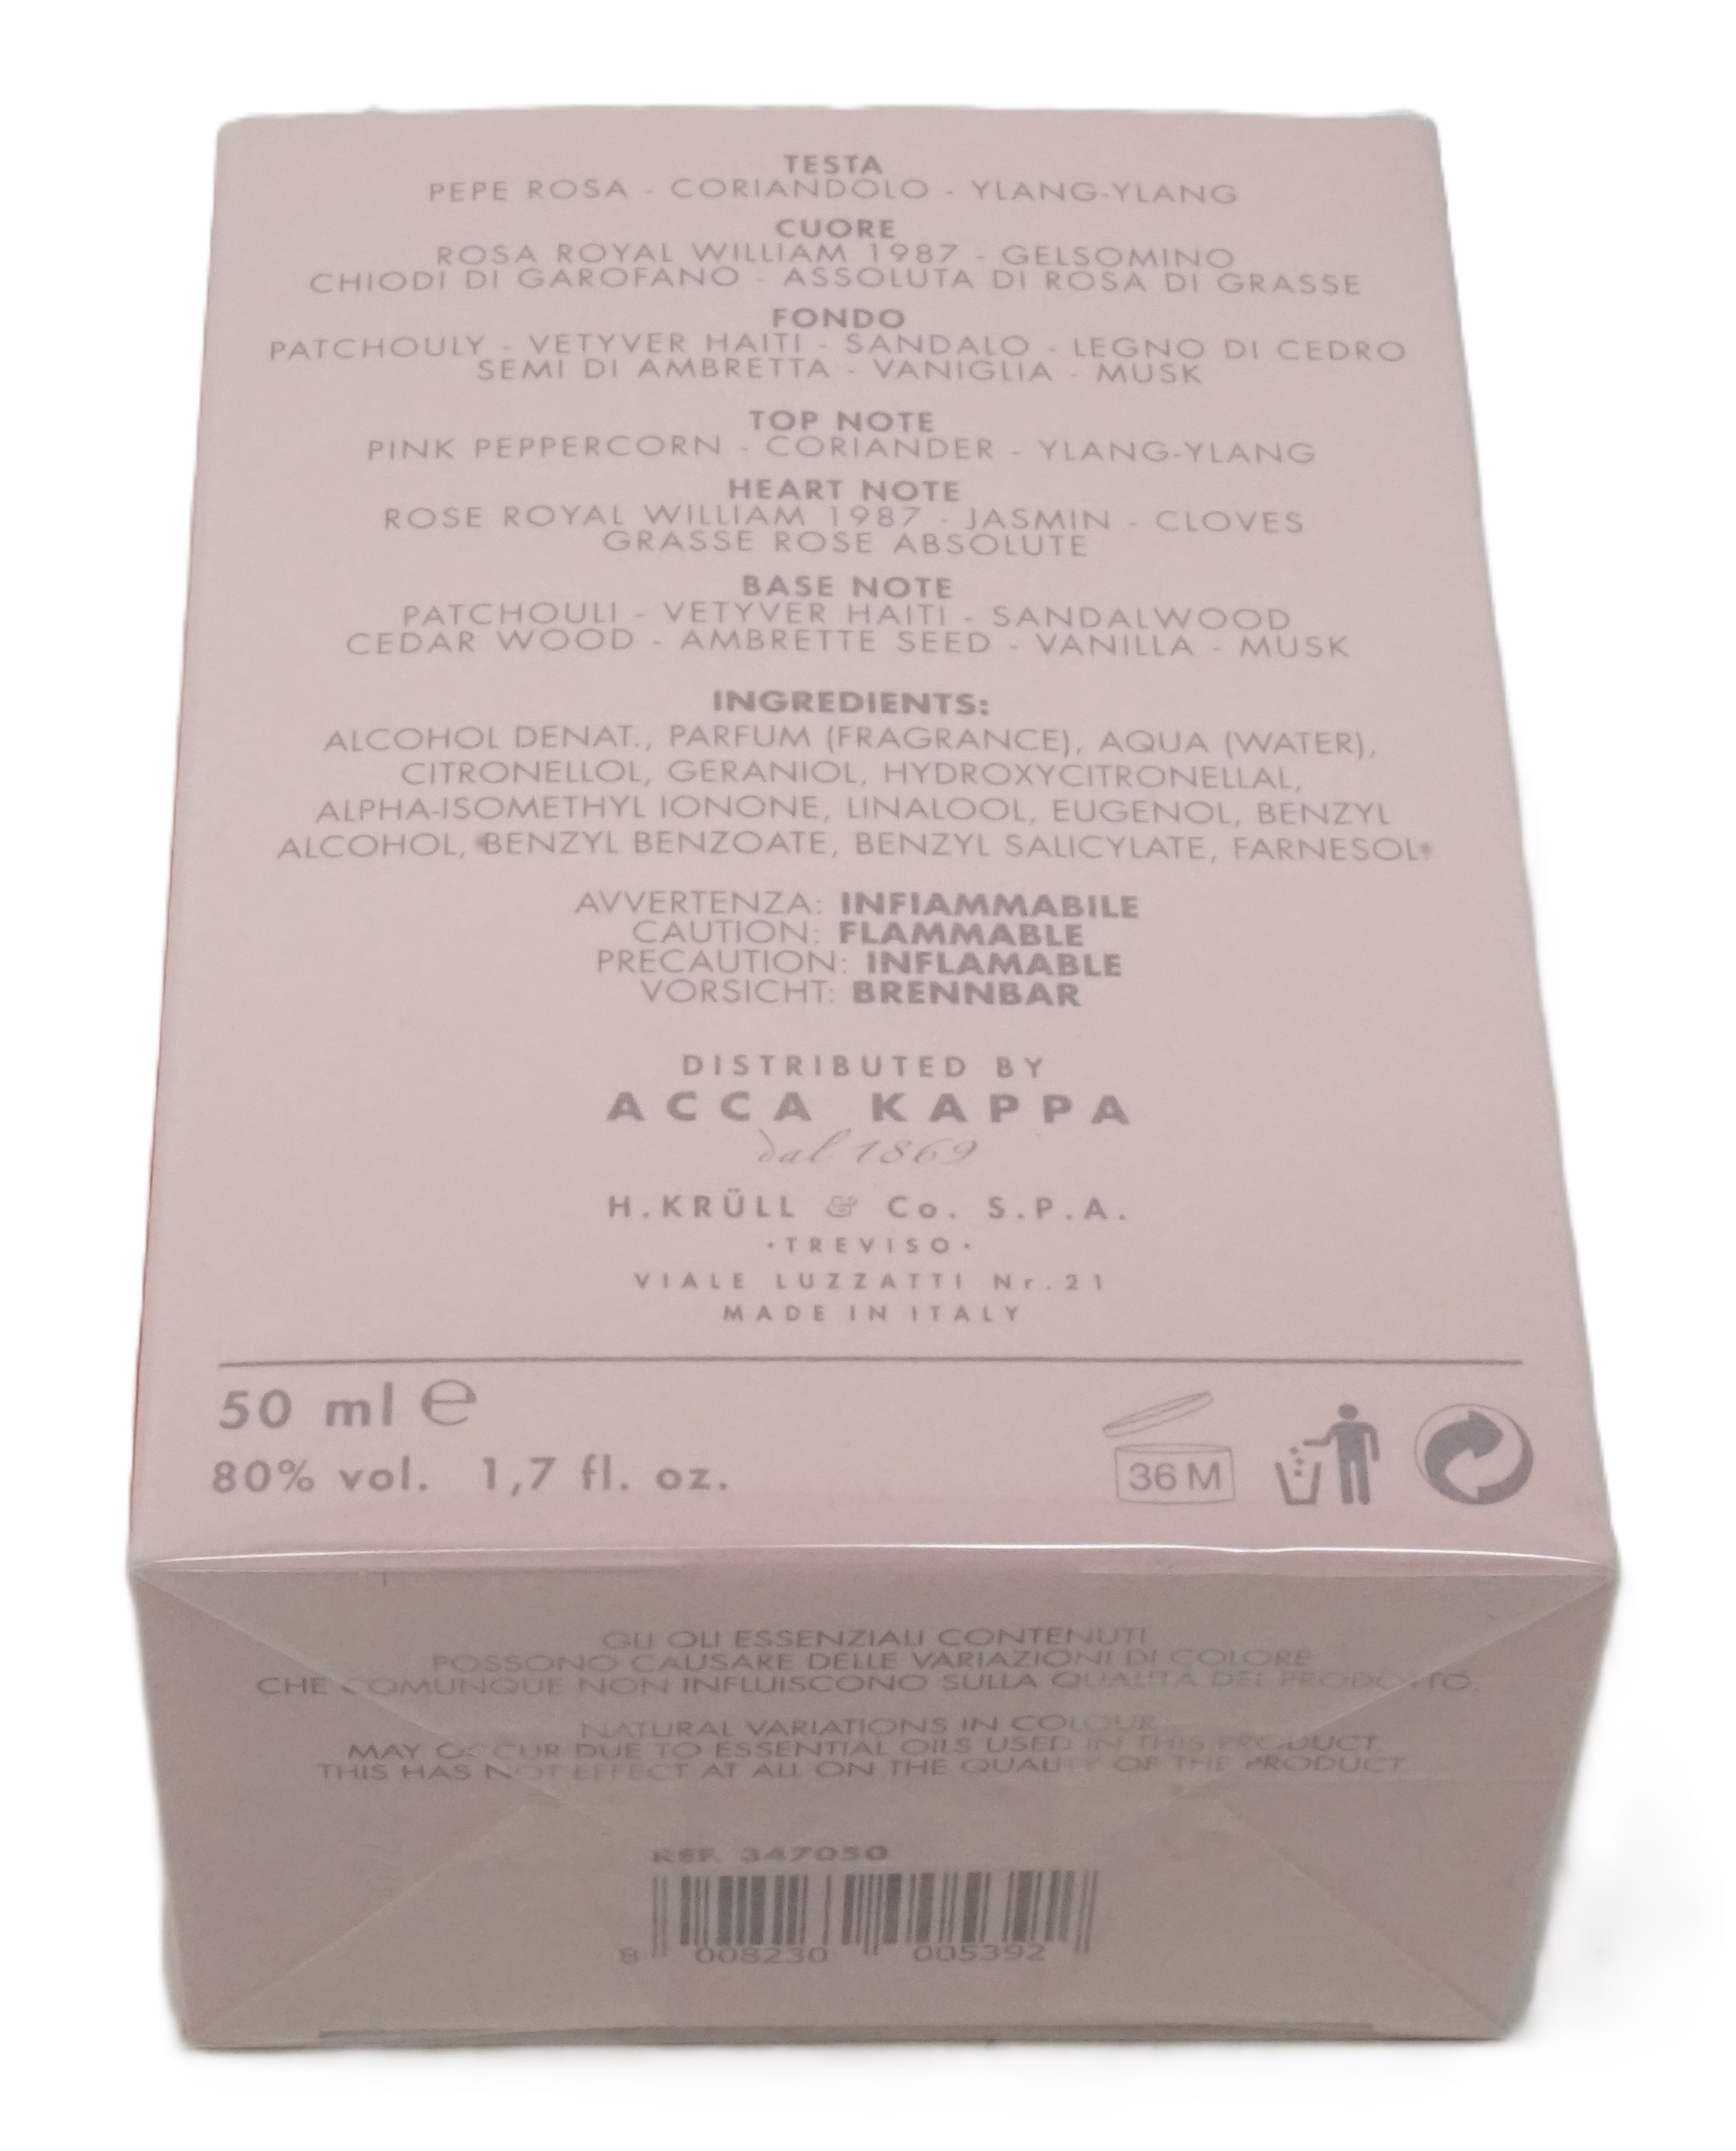 TESTA
PEPE ROSA - CORIANDOLO - YLANG-YLANG
CUORE
ROSA ROYAL WILLIAM 1987 - GELSOMINO
CHIODI DI GAROFANO - ASSOLUTA DI ROSA DI GRASSE
FONDO
PATCHOULY - VETYVER HAITI - SANDALO - LEGNO DI CEDRO
SEMI DI AMBRETTA - VANIGLIA - MUSK
TOP NOTE
PINK PEPPERCORN - CORIANDER - YLANG-YLANG
HEART NOTE
ROSE ROYAL WILLIAM 1987 - JASMIN - CLOVES
GRASSE ROSE ABSOLUTE
BASE NOTE
PATCHOULI - VETYVER HAITI - SANDALWOOD
CEDAR WOOD - AMBRETTE SEED - VANILLA - MUSK
INGREDIENTS:
ALCOHOL DENAT., PARFUM (FRAGRANCE), AQUA (WATER),
CITRONELLOL, GERANIOL, HYDROXYCITRONELLAL,
ALPHA-ISOMETHYL IONONE, LINALOOL, EUGENOL, BENZYL
ALCOHOL, *BENZYL BENZOATE, BENZYL SALICYLATE, FARNESOL*
AVVERTENZA: INFIAMMABILE
CAUTION: FLAMMABLE
PRECAUTION: INFLAMABLE
VORSICHT: BRENNBAR
DISTRIBUTED BY
ACCA KAPPA
dal 1869
H.KRÜLL & Co. S.P.A.
·TREVISO·
VIALE LUZZATTI Nr.21
MADE IN ITALY
50 ml ℮
80% vol. 1,7 fl. oz.
36 M
GLI OLI ESSENZIALI CONTENUTI
POSSONO CAUSARE DELLE VARIAZIONI DI COLORE
CHE COMUNQUE NON INFLUISCONO SULLA QUALITÀ DEL PRODOTTO.
NATURAL VARIATIONS IN COLOUR
MAY OCCUR DUE TO ESSENTIAL OILS USED IN THIS PRODUCT.
THIS HAS NOT EFFECT AT ALL ON THE QUALITY OF THE PRODUCT.
REF. 347050
8 008230 005392